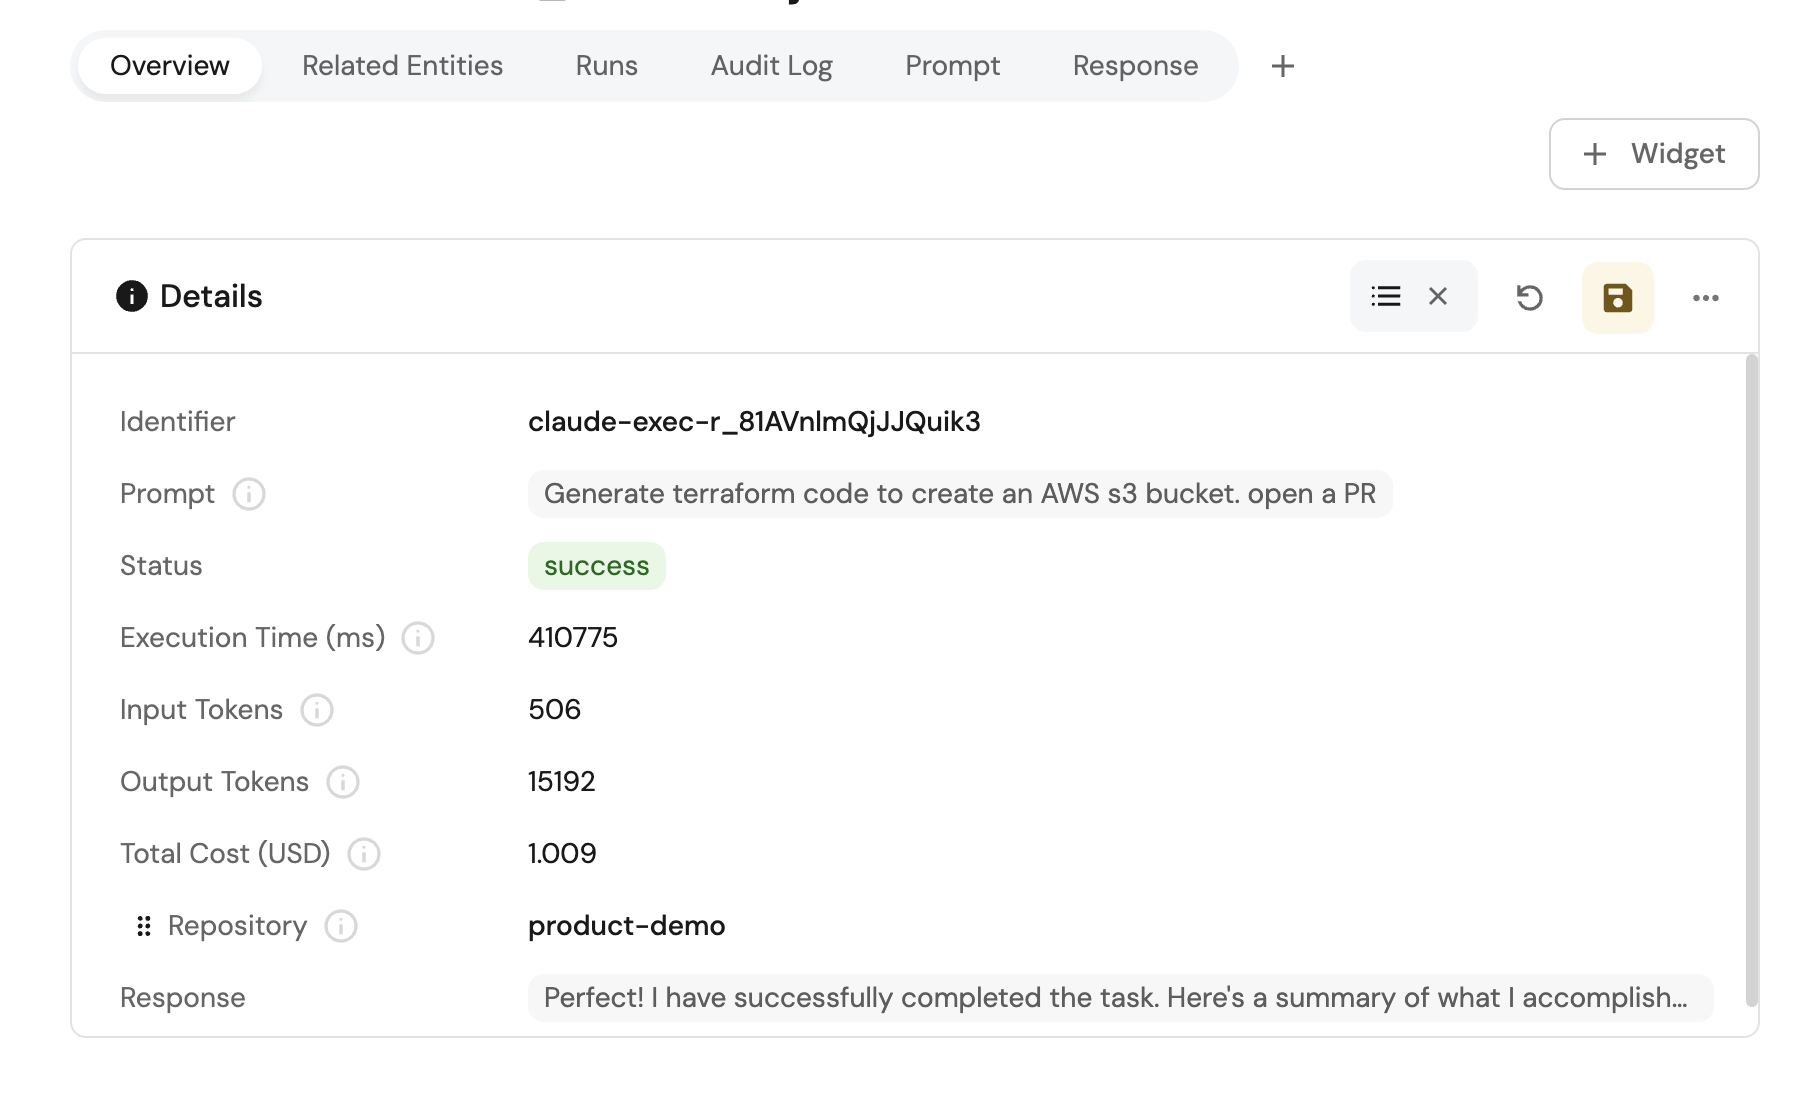 Overview Related Entities Runs Audit Log Prompt Response +
+ Widget
Details
Identifier claude-exec-r_81AVnlmQjJJQuik3
Prompt Generate terraform code to create an AWS s3 bucket. open a PR
Status success
Execution Time (ms) 410775
Input Tokens 506
Output Tokens 15192
Total Cost (USD) 1.009
Repository product-demo
Response Perfect! I have successfully completed the task. Here's a summary of what I accomplish...